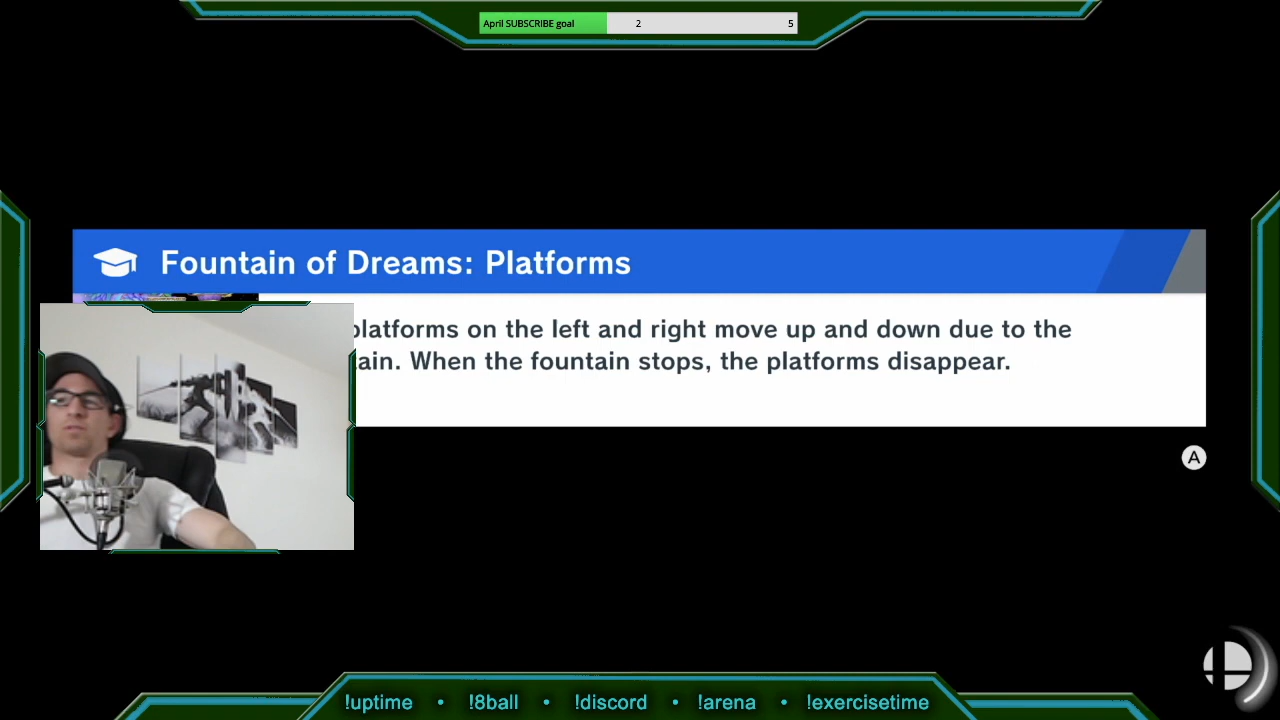 April SUBSCRIBE goal 2 5
Fountain of Dreams: Platforms
platforms on the left and right move up and down due to the
tain. When the fountain stops, the platforms disappear.
A
!uptime • !8ball • !discord • !arena • !exercisetime